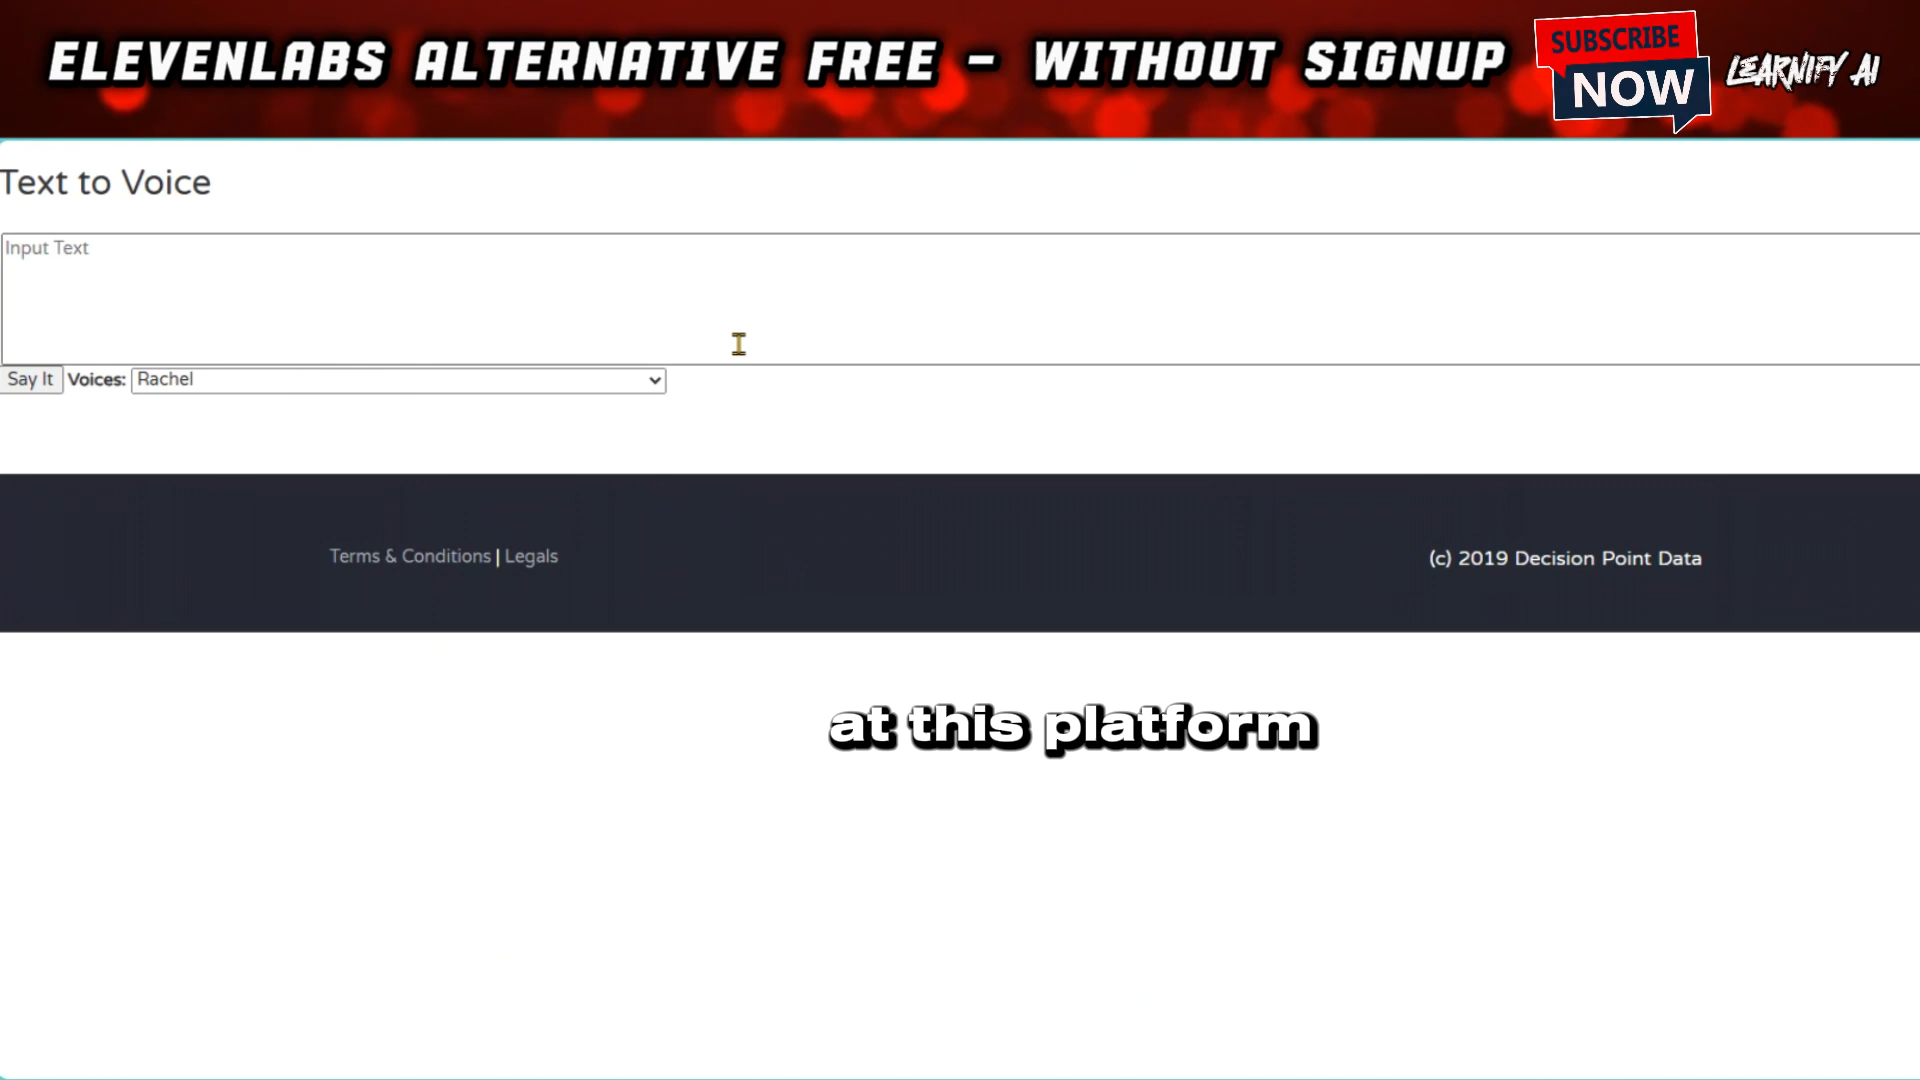 ELEVENLABS ALTERNATIVE FREE - WITHOUT SIGNUP
SUBSCRIBE
NOW
LEARNIFY AI
Text to Voice
Input Text
Say It Voices: Rachel
Terms & Conditions | Legals
(c) 2019 Decision Point Data
at this platform